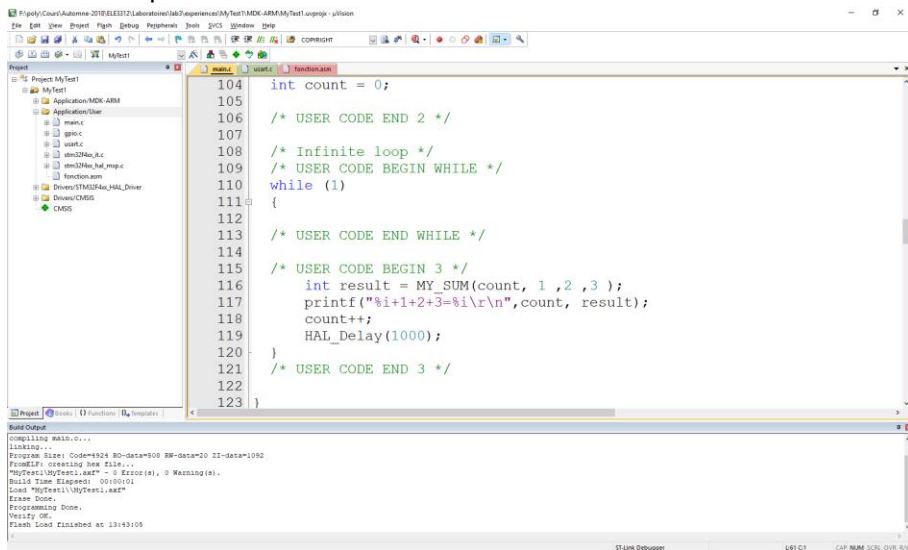 F:\poly\Cours\Automne-2010\ELE3312\Laboratoires\lab3\experiences\MyTest1\MDK-ARM\MyTest1.uvprojx - µVision
File Edit View Project Flash Debug Peripherals Tools SVCS Window Help
COPYRIGHT
MyTest1
Project
main.c usart.c fonction.asm
Project: MyTest1
MyTest1
Application/MDK-ARM
Application/User
main.c
gpio.c
usart.c
stm32f4xx_it.c
stm32f4xx_hal_msp.c
fonction.asm
Drivers/STM32F4xx_HAL_Driver
Drivers/CMSIS
CMSIS
104 int count = 0;
105
106 /* USER CODE END 2 */
107
108 /* Infinite loop */
109 /* USER CODE BEGIN WHILE */
110 while (1)
111 {
112
113 /* USER CODE END WHILE */
114
115 /* USER CODE BEGIN 3 */
116 int result = MY_SUM(count, 1 ,2 ,3 );
117 printf("%i+1+2+3=%i\r\n",count, result);
118 count++;
119 HAL_Delay(1000);
120 }
121 /* USER CODE END 3 */
122
123 }
Project Books {} Functions Templates
Build Output
compiling main.c...
linking...
Program Size: Code=4924 RO-data=508 RW-data=20 ZI-data=1092
FromELF: creating hex file...
"MyTest1\MyTest1.axf" - 0 Error(s), 0 Warning(s).
Build Time Elapsed: 00:00:01
Load "MyTest1\\MyTest1.axf"
Erase Done.
Programming Done.
Verify OK.
Flash Load finished at 13:43:05
ST-Link Debugger L:61 C:1 CAP NUM SCRL OVR R/W